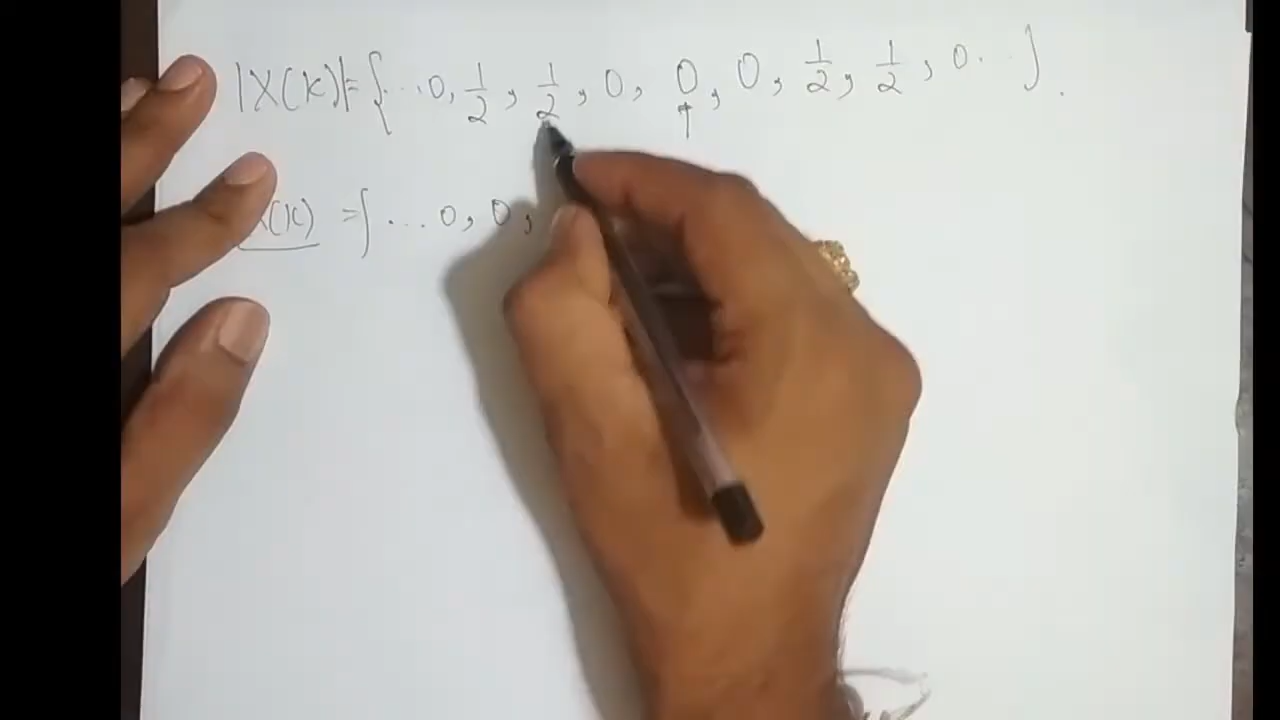 |X(K)|={...0, 1/2, 1/2, 0, 0, 0, 1/2, 1/2, 0...}.
↑
X(K) ={...0, 0,